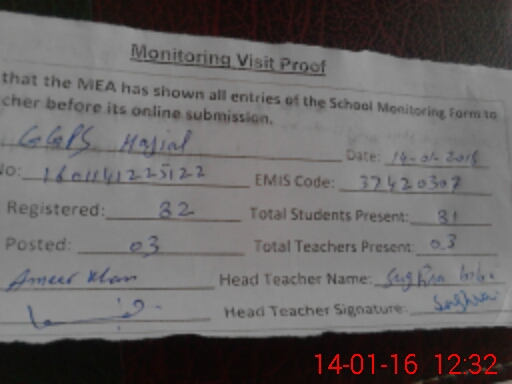 Monitoring Visit Proof
that the MEA has shown all entries of the School Monitoring Form to
cher before its online submission.
GGPS Hajial Date: 14-01-2016
No: 1601141225122 EMIS Code: 37420307
Registered: 32 Total Students Present: 31
Posted: 03 Total Teachers Present: 03
Ameer Khan Head Teacher Name: Sughra bibi
Head Teacher Signature: Sughra
14-01-16 12:32